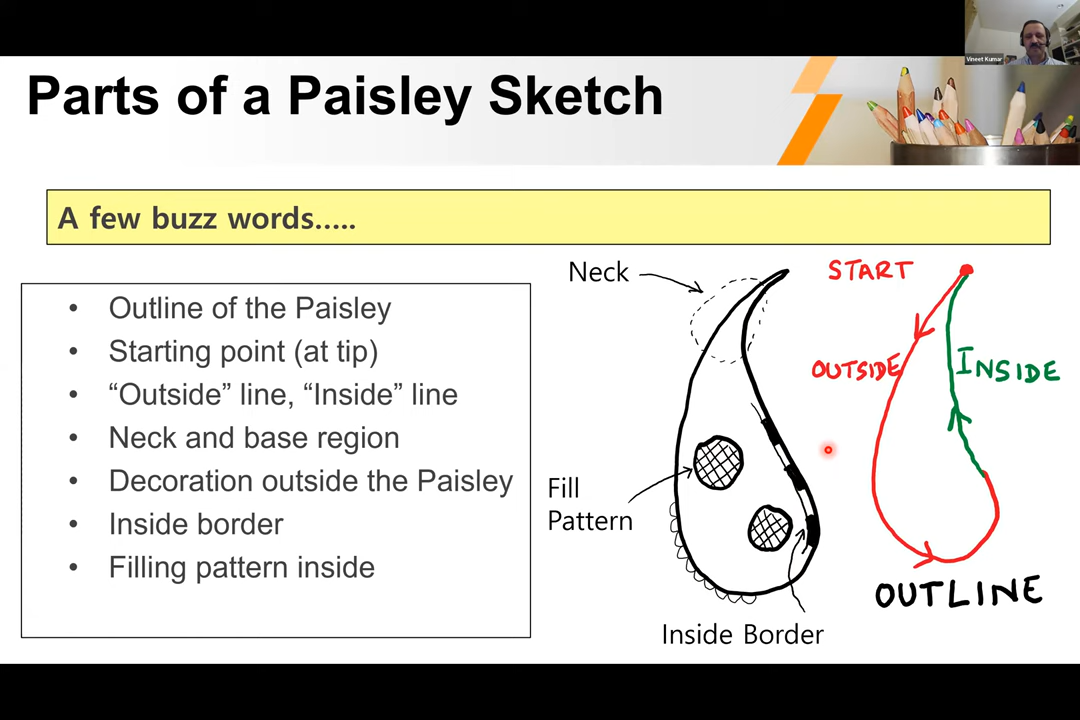 Vineet Kumar
Parts of a Paisley Sketch
A few buzz words…..
• Outline of the Paisley
• Starting point (at tip)
• “Outside” line, “Inside” line
• Neck and base region
• Decoration outside the Paisley
• Inside border
• Filling pattern inside
Neck
Fill
Pattern
Inside Border
START
OUTSIDE
INSIDE
OUTLINE